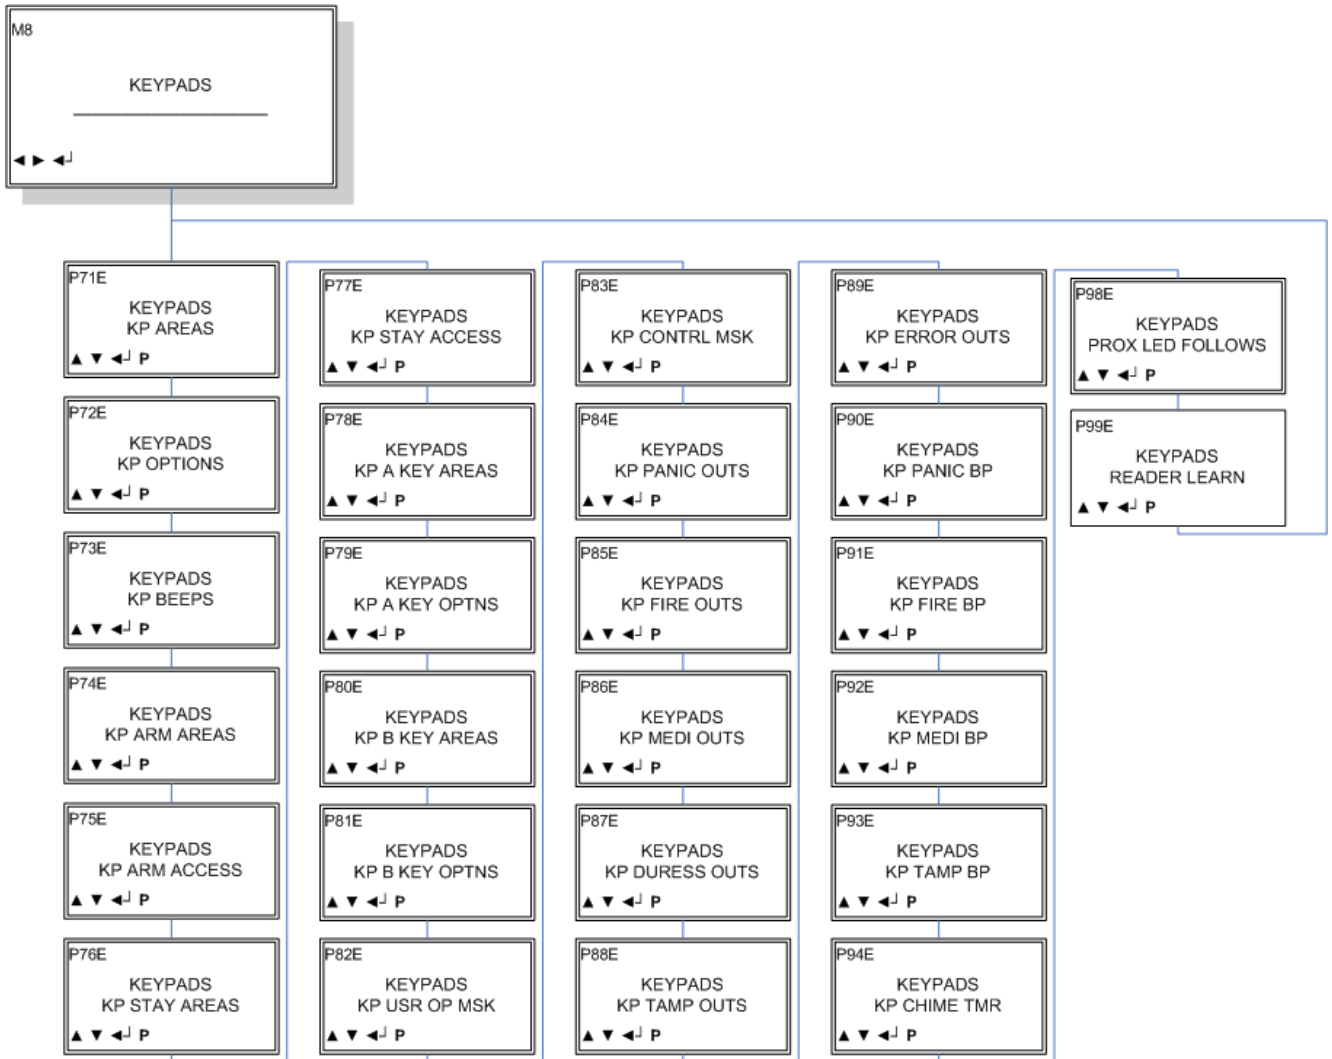 M8
KEYPADS
◄ ► ◄┘
P71E
KEYPADS
KP AREAS
▲ ▼ ◄┘ P
P72E
KEYPADS
KP OPTIONS
▲ ▼ ◄┘ P
P73E
KEYPADS
KP BEEPS
▲ ▼ ◄┘ P
P74E
KEYPADS
KP ARM AREAS
▲ ▼ ◄┘ P
P75E
KEYPADS
KP ARM ACCESS
▲ ▼ ◄┘ P
P76E
KEYPADS
KP STAY AREAS
▲ ▼ ◄┘ P
P77E
KEYPADS
KP STAY ACCESS
▲ ▼ ◄┘ P
P78E
KEYPADS
KP A KEY AREAS
▲ ▼ ◄┘ P
P79E
KEYPADS
KP A KEY OPTNS
▲ ▼ ◄┘ P
P80E
KEYPADS
KP B KEY AREAS
▲ ▼ ◄┘ P
P81E
KEYPADS
KP B KEY OPTNS
▲ ▼ ◄┘ P
P82E
KEYPADS
KP USR OP MSK
▲ ▼ ◄┘ P
P83E
KEYPADS
KP CONTRL MSK
▲ ▼ ◄┘ P
P84E
KEYPADS
KP PANIC OUTS
▲ ▼ ◄┘ P
P85E
KEYPADS
KP FIRE OUTS
▲ ▼ ◄┘ P
P86E
KEYPADS
KP MEDI OUTS
▲ ▼ ◄┘ P
P87E
KEYPADS
KP DURESS OUTS
▲ ▼ ◄┘ P
P88E
KEYPADS
KP TAMP OUTS
▲ ▼ ◄┘ P
P89E
KEYPADS
KP ERROR OUTS
▲ ▼ ◄┘ P
P90E
KEYPADS
KP PANIC BP
▲ ▼ ◄┘ P
P91E
KEYPADS
KP FIRE BP
▲ ▼ ◄┘ P
P92E
KEYPADS
KP MEDI BP
▲ ▼ ◄┘ P
P93E
KEYPADS
KP TAMP BP
▲ ▼ ◄┘ P
P94E
KEYPADS
KP CHIME TMR
▲ ▼ ◄┘ P
P98E
KEYPADS
PROX LED FOLLOWS
▲ ▼ ◄┘ P
P99E
KEYPADS
READER LEARN
▲ ▼ ◄┘ P